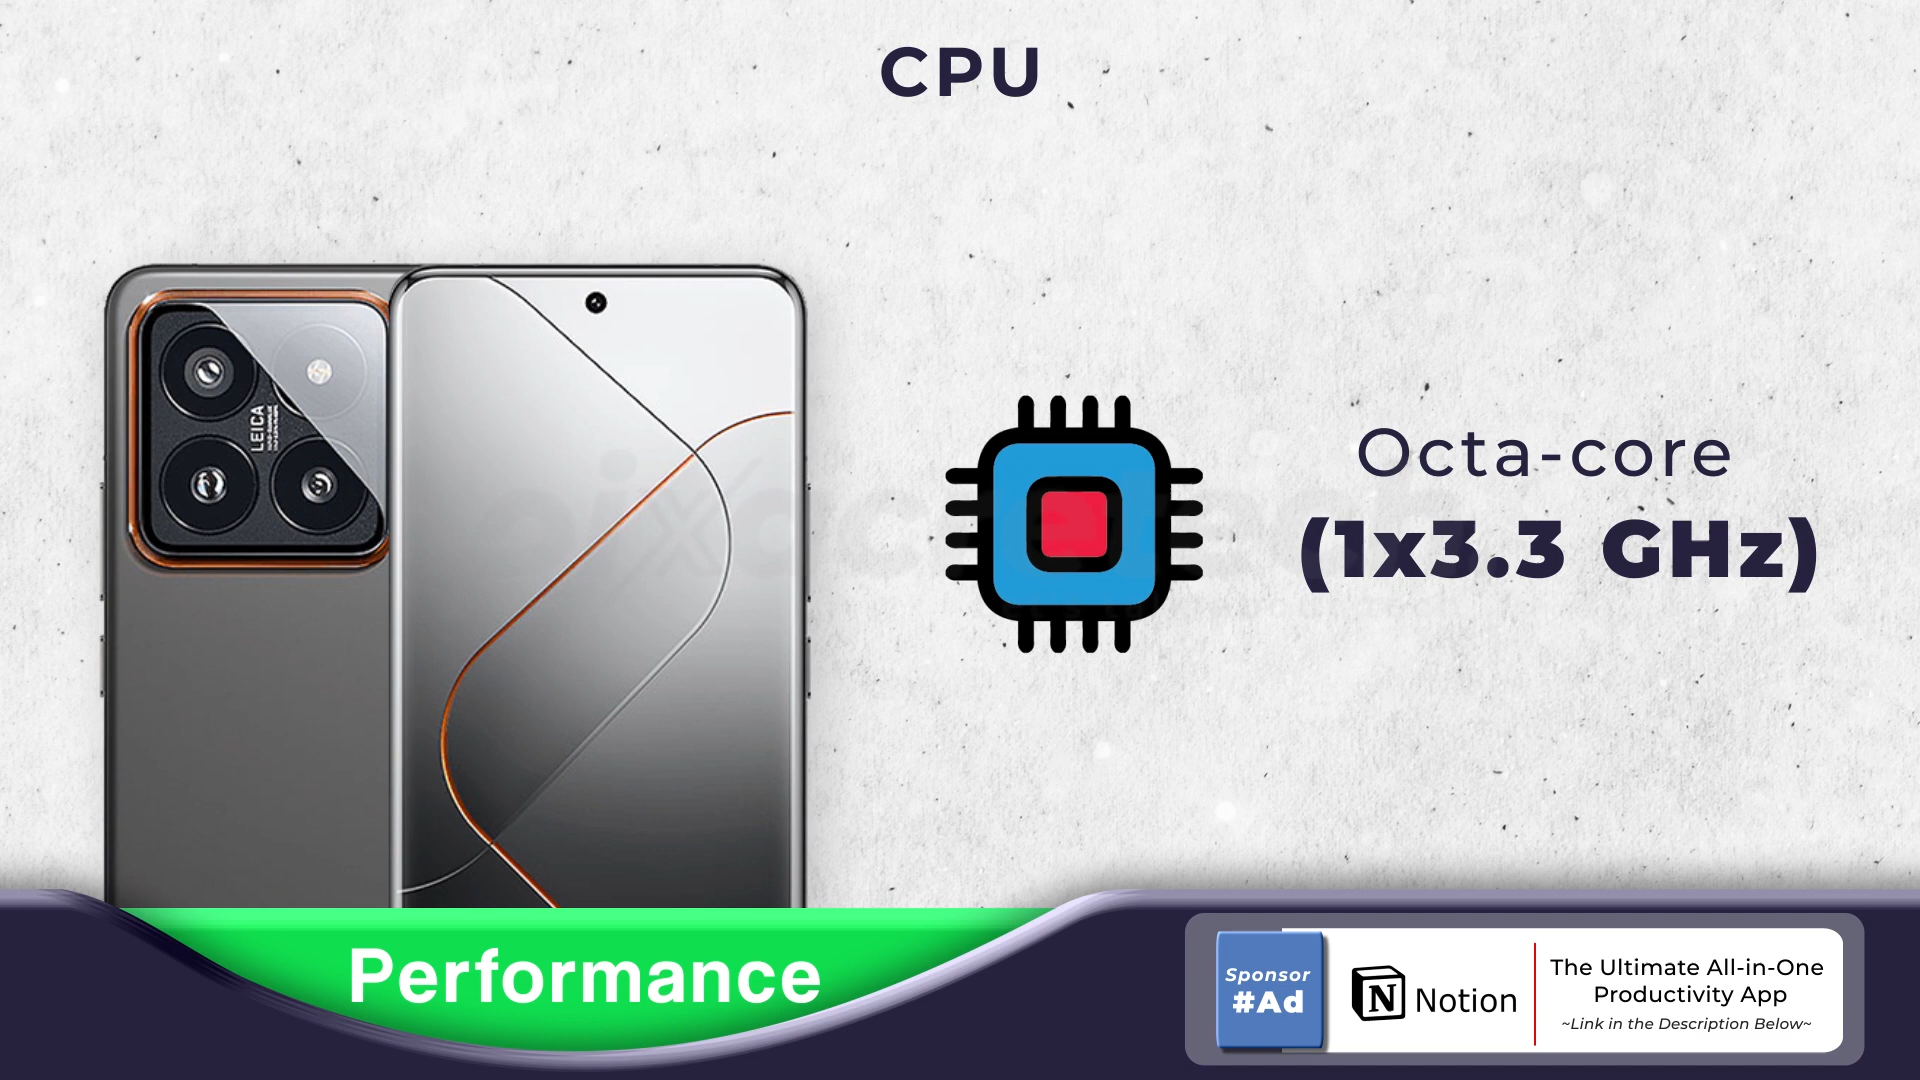 CPU
LEICA
Octa-core
(1x3.3 GHz)
Performance
Sponsor
#Ad
Notion
The Ultimate All-in-One
Productivity App
~Link in the Description Below~